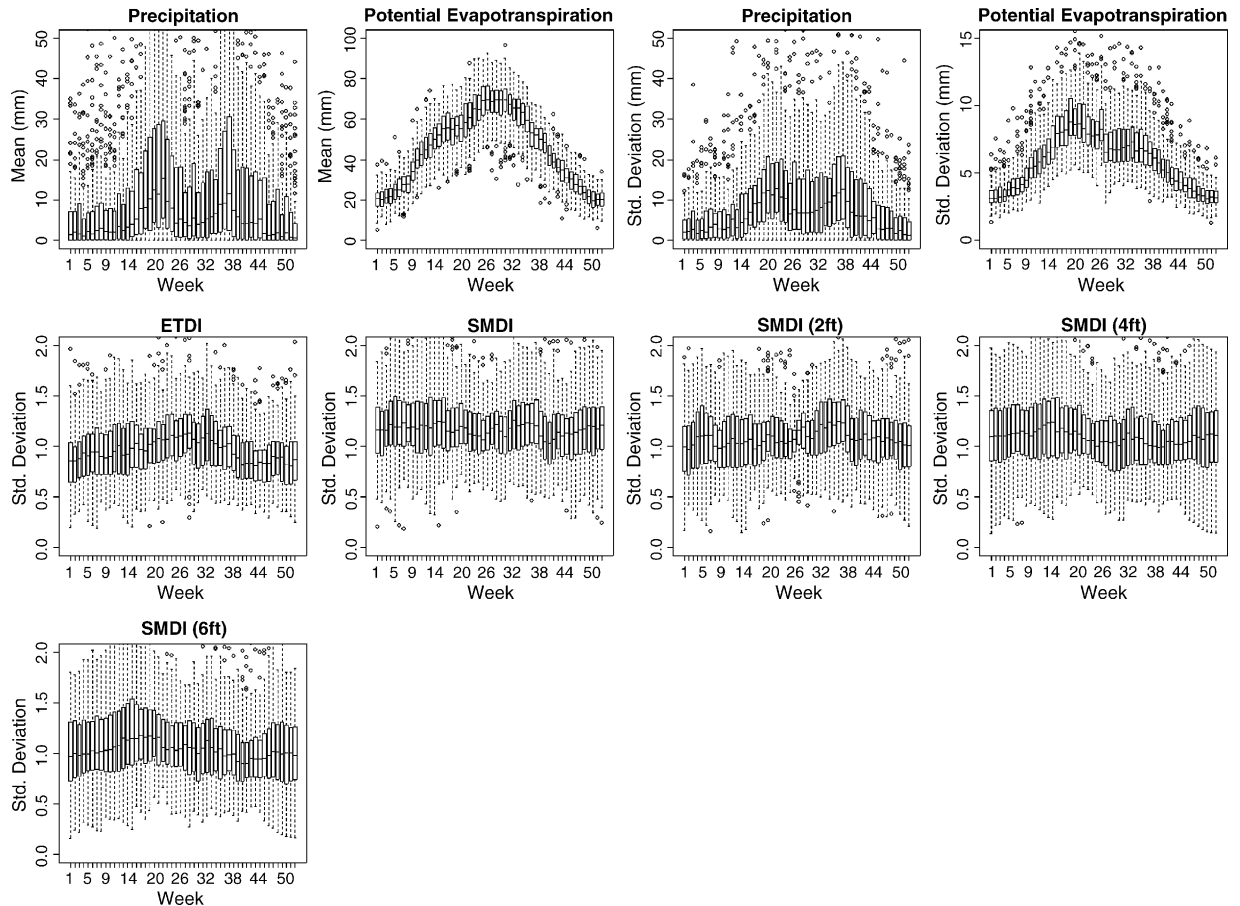 Precipitation
Mean (mm)
50
40
30
20
10
0
1 5 9 14 20 26 32 38 44 50
Week
Potential Evapotranspiration
Mean (mm)
100
80
60
40
20
0
1 5 9 14 20 26 32 38 44 50
Week
Precipitation
Std. Deviation (mm)
50
40
30
20
10
0
1 5 9 14 20 26 32 38 44 50
Week
Potential Evapotranspiration
Std. Deviation (mm)
15
10
5
0
1 5 9 14 20 26 32 38 44 50
Week
ETDI
Std. Deviation
2.0
1.5
1.0
0.5
0.0
1 5 9 14 20 26 32 38 44 50
Week
SMDI
Std. Deviation
2.0
1.5
1.0
0.5
0.0
1 5 9 14 20 26 32 38 44 50
Week
SMDI (2ft)
Std. Deviation
2.0
1.5
1.0
0.5
0.0
1 5 9 14 20 26 32 38 44 50
Week
SMDI (4ft)
Std. Deviation
2.0
1.5
1.0
0.5
0.0
1 5 9 14 20 26 32 38 44 50
Week
SMDI (6ft)
Std. Deviation
2.0
1.5
1.0
0.5
0.0
1 5 9 14 20 26 32 38 44 50
Week